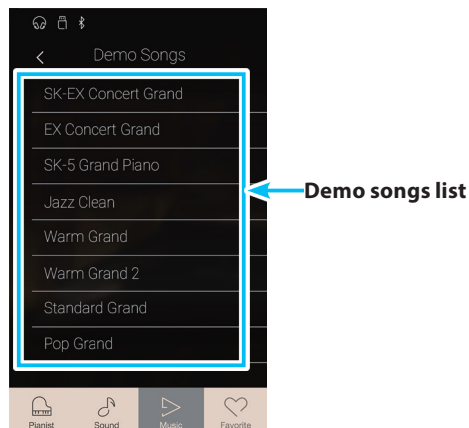 Demo Songs
SK-EX Concert Grand
EX Concert Grand
SK-5 Grand Piano
Demo songs list
Jazz Clean
Warm Grand
Warm Grand 2
Standard Grand
Pop Grand
Pianist Sound Music Favorite